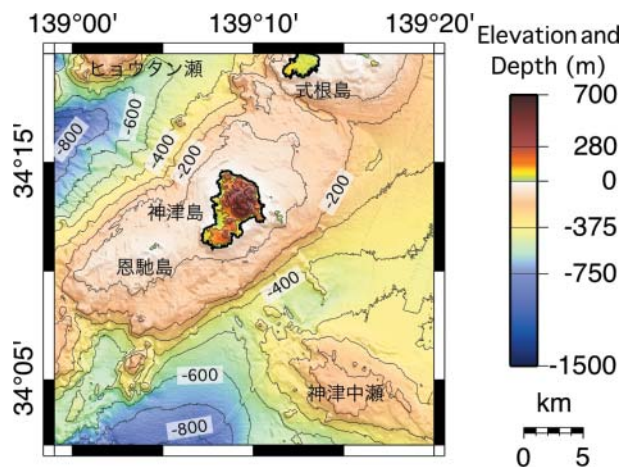 139°00'
139°10'
139°20'
Elevation and
Depth (m)
ヒョウタン瀬
式根島
-800
-600
-400
-200
-200
34°15'
神津島
恩馳島
-400
34°05'
-600
-800
神津中瀬
700
280
0
-375
-750
-1500
km
0 5